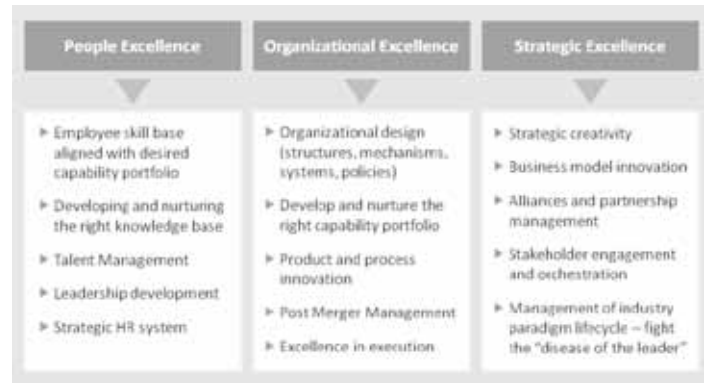 People Excellence
Employee skill base
aligned with desired
capability portfolio
Developing and nurturing
the right knowledge base
Talent Management
Leadership development
Strategic HR system
Organizational Excellence
Organizational design
(structures, mechanisms,
systems, policies)
Develop and nurture the
right capability portfolio
Product and process
innovation
Post Merger Management
Excellence in execution
Strategic Excellence
Strategic creativity
Business model innovation
Alliances and partnership
management
Stakeholder engagement
and orchestration
Management of industry
paradigm lifecycle – fight
the "disease of the leader"